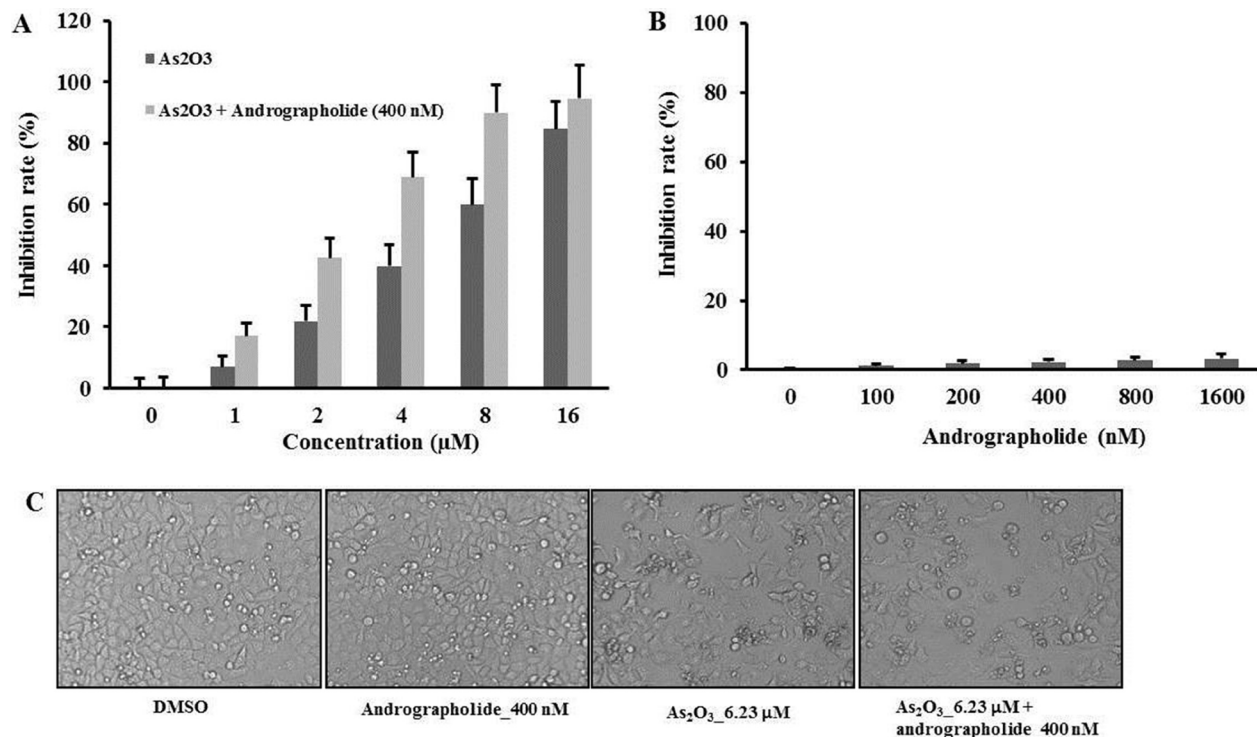 A
120
100
80
60
40
20
0
Inhibition rate (%)
As2O3
As2O3 + Andrographolide (400 nM)
0 1 2 4 8 16
Concentration (µM)
B
100
80
60
40
20
0
Inhibition rate (%)
0 100 200 400 800 1600
Andrographolide (nM)
C
DMSO
Andrographolide_400 nM
As₂O₃_6.23 µM
As₂O₃_6.23 µM +
andrographolide_400 nM